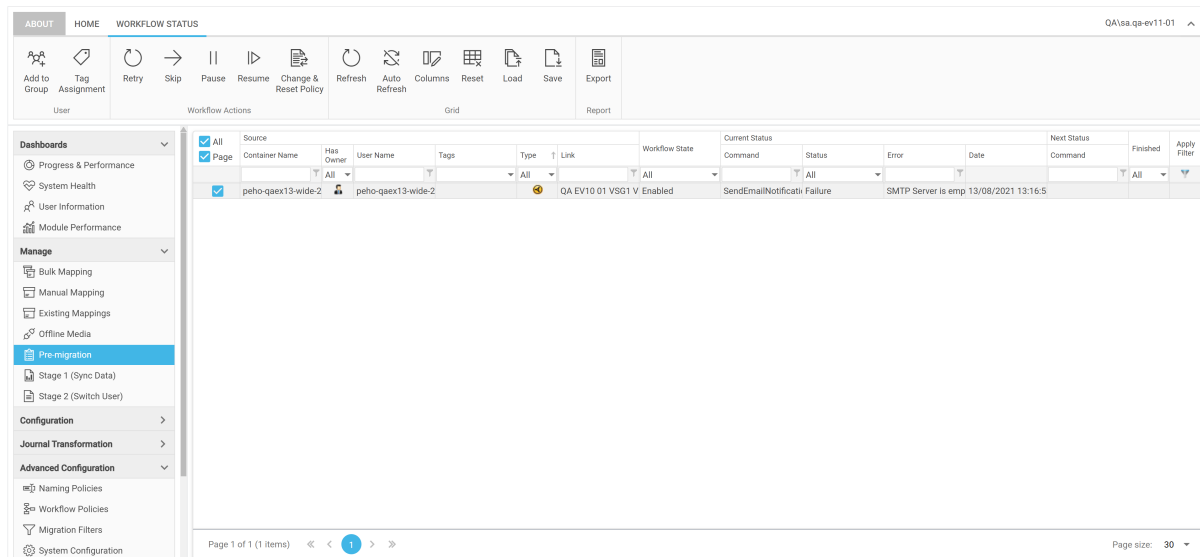 ABOUT HOME WORKFLOW STATUS QA\sa.qa-ev11-01
Add to Group
Tag Assignment
Retry
Skip
Pause
Resume
Change & Reset Policy
Refresh
Auto Refresh
Columns
Reset
Load
Save
Export
User Workflow Actions Grid Report
Dashboards
Progress & Performance
System Health
User Information
Module Performance
Manage
Bulk Mapping
Manual Mapping
Existing Mappings
Offline Media
Pre-migration
Stage 1 (Sync Data)
Stage 2 (Switch User)
Configuration
Journal Transformation
Advanced Configuration
Naming Policies
Workflow Policies
Migration Filters
System Configuration
All
Page
Source Workflow State Current Status Next Status Finished Apply Filter
Container Name Has Owner User Name Tags Type Link Command Status Error Date Command
All All All All All
peho-qaex13-wide-2 peho-qaex13-wide-2 QA EV10 01 VSG1 V Enabled SendEmailNotificati Failure SMTP Server is emp 13/08/2021 13:16:5
Page 1 of 1 (1 items) 1 Page size: 30